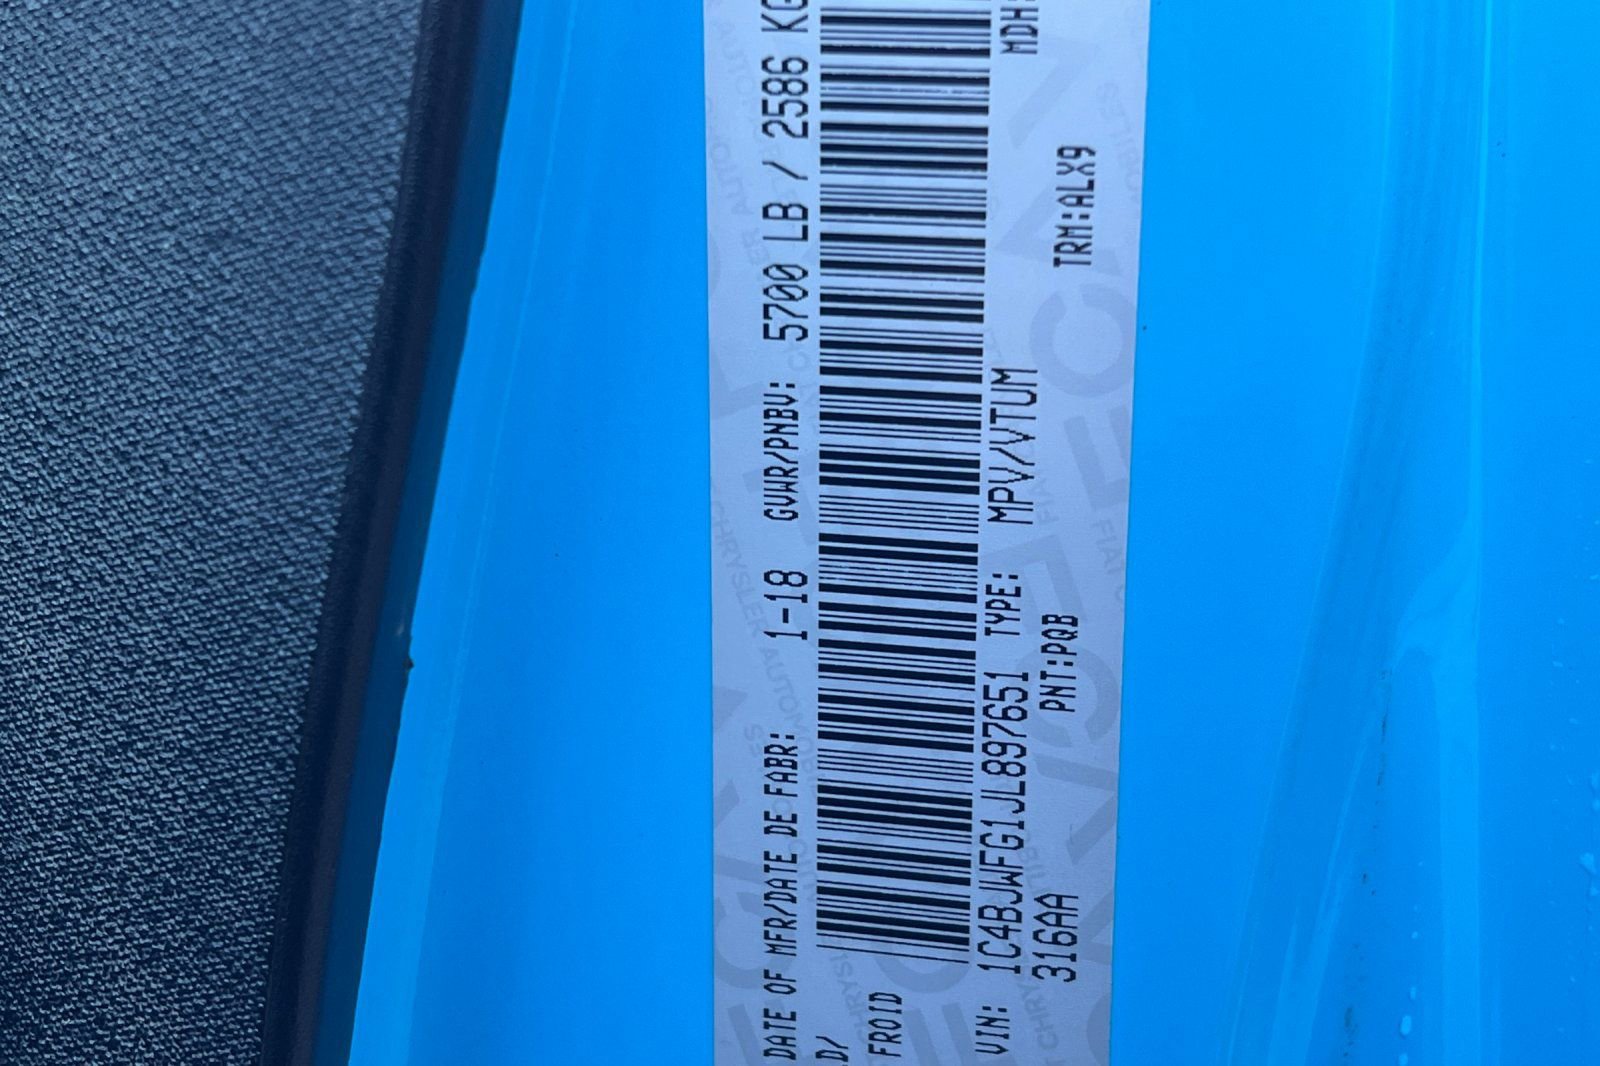 DATE OF MFR/DATE DE FABR: 1-18 GVWR/PNBV: 5700 LB / 2586 KG
D/
FROID
VIN: 1C4BJWFG1JL897651 TYPE: MPV/VTUM MDH:
316AA PNT:PQB TRM:ALX9